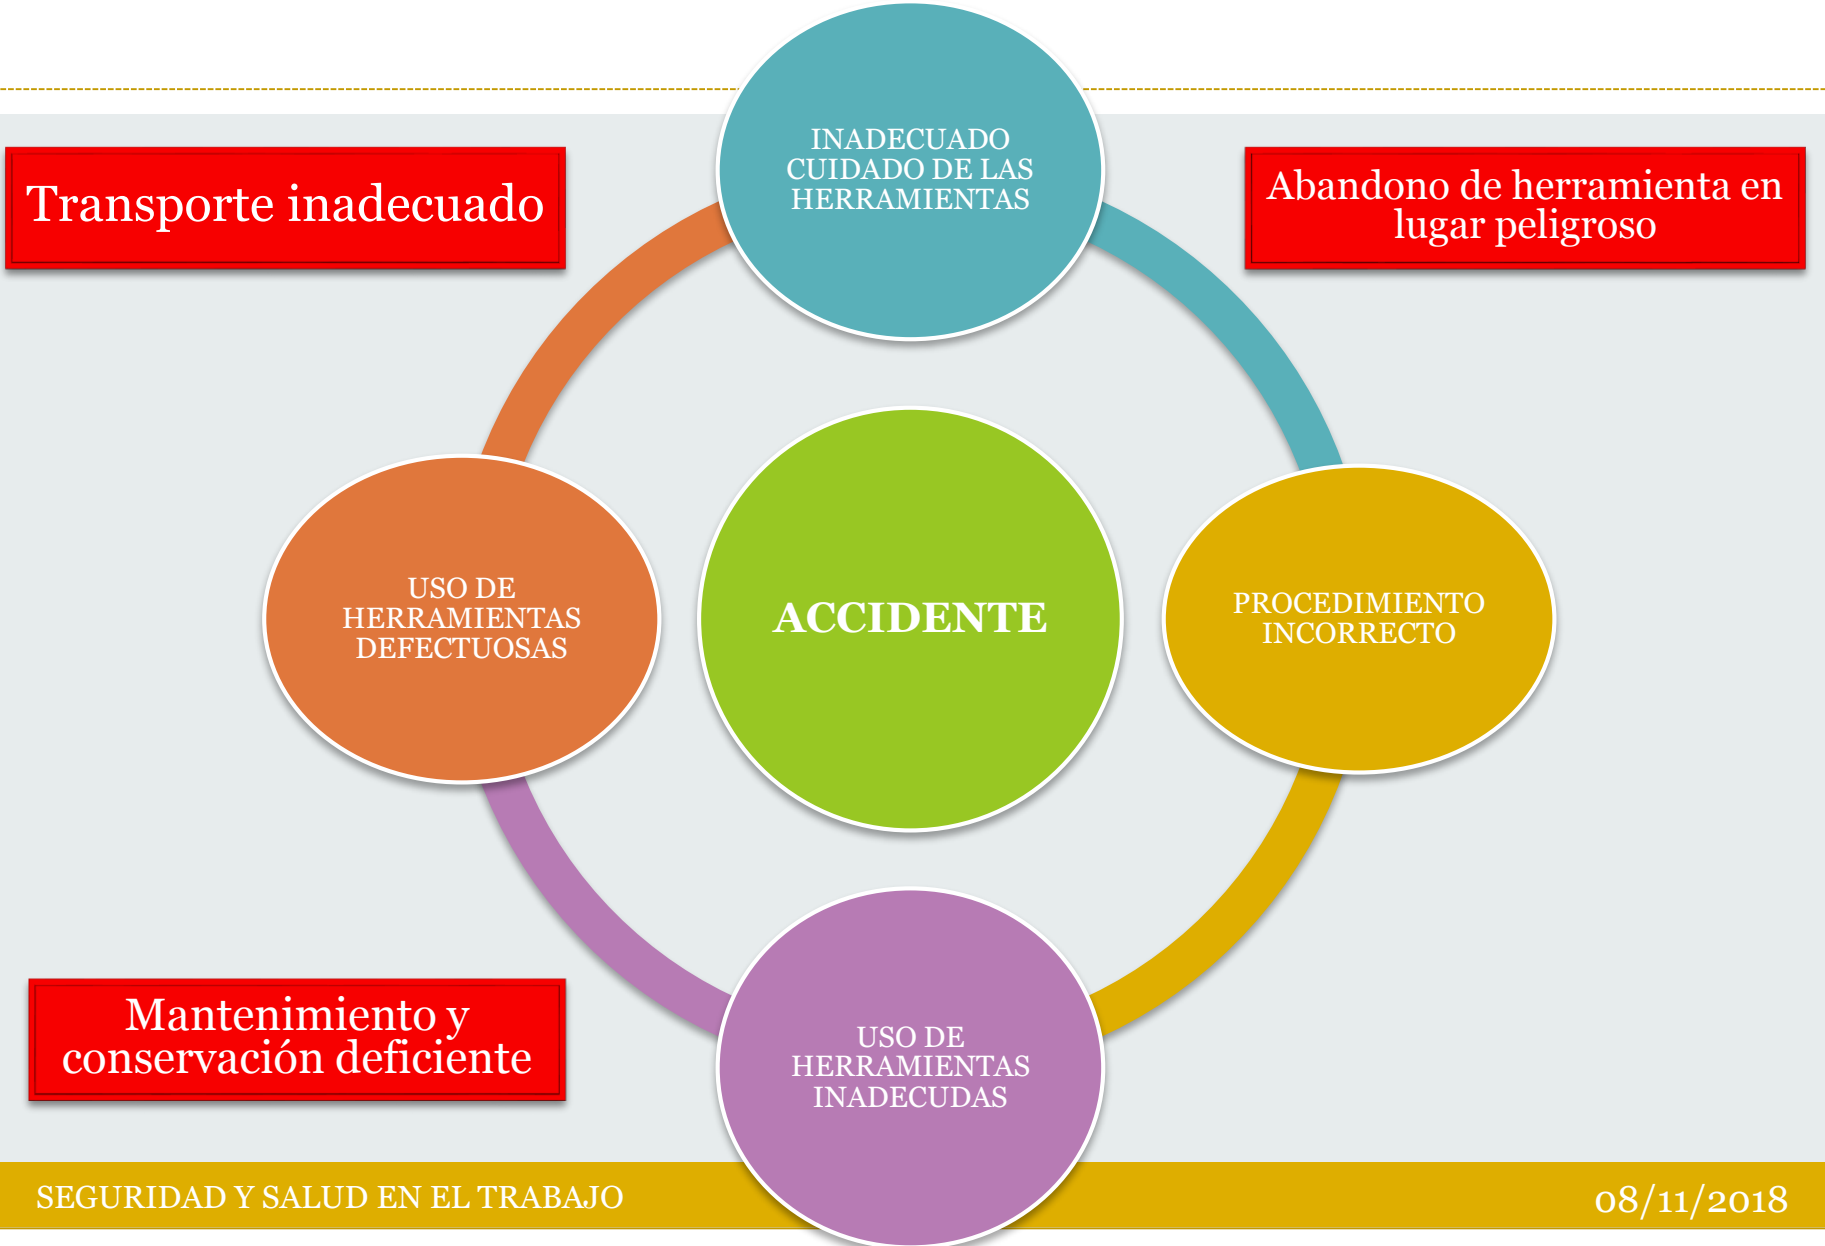 INADECUADO
CUIDADO DE LAS
HERRAMIENTAS
Transporte inadecuado
Abandono de herramienta en
lugar peligroso
USO DE
HERRAMIENTAS
DEFECTUOSAS
ACCIDENTE
PROCEDIMIENTO
INCORRECTO
Mantenimiento y
conservación deficiente
USO DE
HERRAMIENTAS
INADECUDAS
SEGURIDAD Y SALUD EN EL TRABAJO
08/11/2018